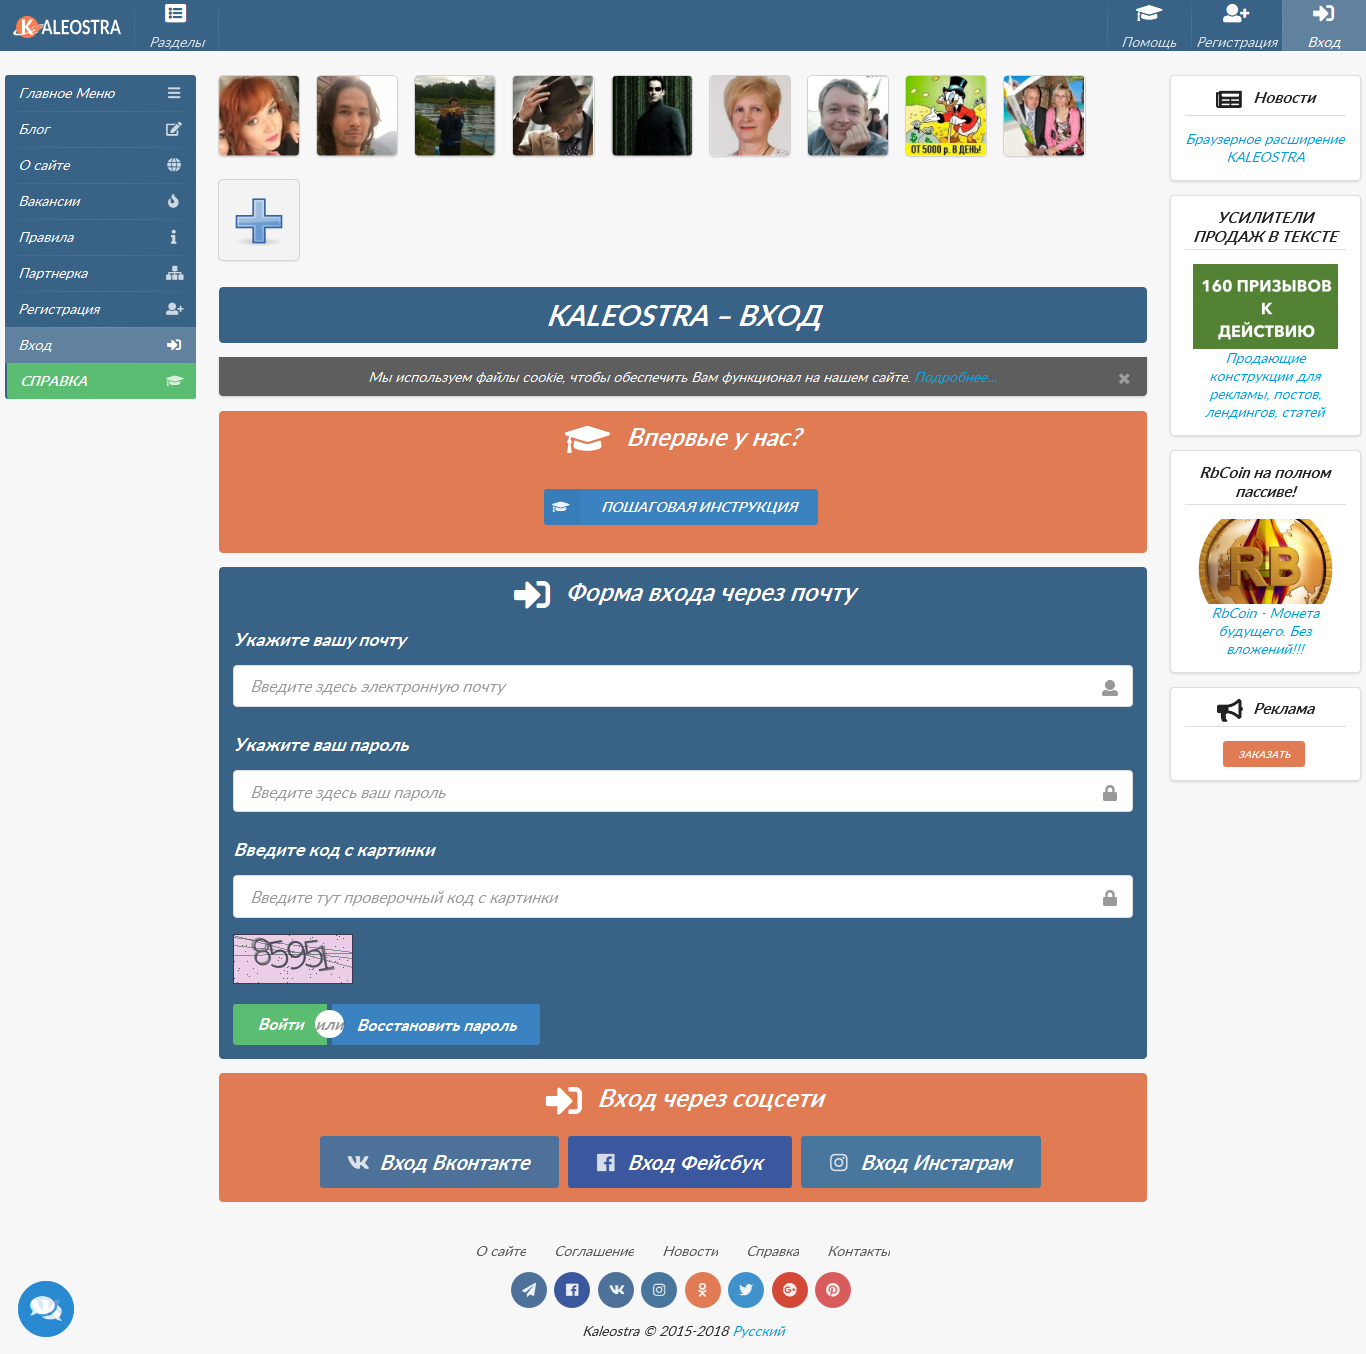 KALEOSTRA
Разделы
Помощь
Регистрация
Вход
Главное Меню
Блог
О сайте
Вакансии
Правила
Партнерка
Регистрация
Вход
СПРАВКА
ОТ 5000 р. В ДЕНЬ!
KALEOSTRA – ВХОД
Мы используем файлы cookie, чтобы обеспечить Вам функционал на нашем сайте. Подробнее...
Впервые у нас?
ПОШАГОВАЯ ИНСТРУКЦИЯ
Форма входа через почту
Укажите вашу почту
Введите здесь электронную почту
Укажите ваш пароль
Введите здесь ваш пароль
Введите код с картинки
Введите тут проверочный код с картинки
85951
Войти
или
Восстановить пароль
Вход через соцсети
Вход Вконтакте
Вход Фейсбук
Вход Инстаграм
Новости
Браузерное расширение
KALEOSTRA
УСИЛИТЕЛИ
ПРОДАЖ В ТЕКСТЕ
160 ПРИЗЫВОВ
К
ДЕЙСТВИЮ
Продающие
конструкции для
рекламы, постов,
лендингов, статей
RbCoin на полном
пассиве!
RB
RbCoin - Монета
будущего. Без
вложений!!!
Реклама
ЗАКАЗАТЬ
О сайте
Соглашение
Новости
Справка
Контакты
Kaleostra © 2015-2018 Русский